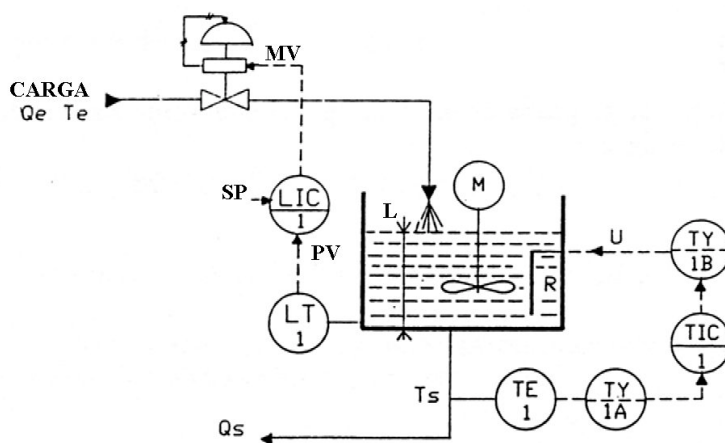 MV
CARGA
Qe Te
SP
LIC
1
L
M
PV
U
TY
1B
R
LT
1
TIC
1
Ts
TE
1
TY
1A
Qs